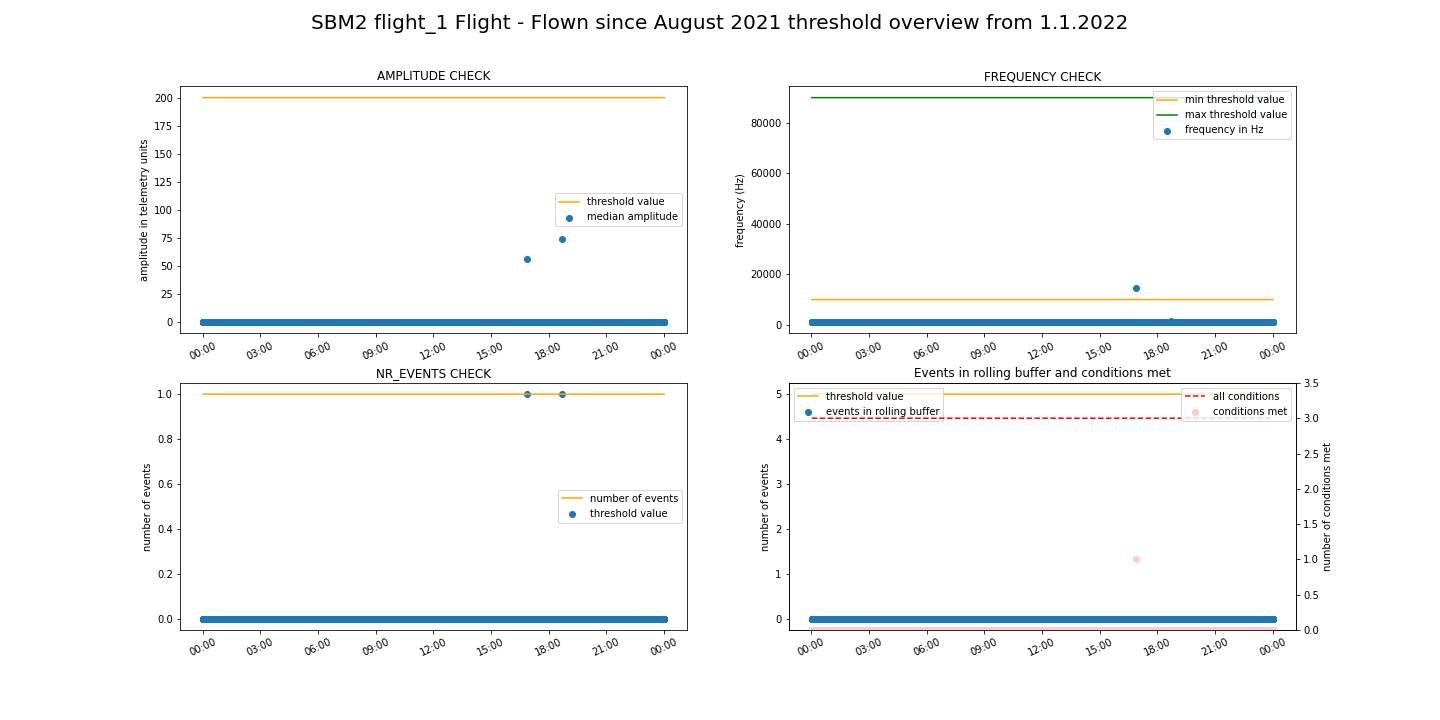 SBM2 flight_1 Flight - Flown since August 2021 threshold overview from 1.1.2022
AMPLITUDE CHECK
amplitude in telemetry units
200
175
150
125
100
75
50
25
0
threshold value
median amplitude
00:00 03:00 06:00 09:00 12:00 15:00 18:00 21:00 00:00
FREQUENCY CHECK
frequency (Hz)
80000
60000
40000
20000
0
min threshold value
max threshold value
frequency in Hz
00:00 03:00 06:00 09:00 12:00 15:00 18:00 21:00 00:00
NR_EVENTS CHECK
number of events
1.0
0.8
0.6
0.4
0.2
0.0
number of events
threshold value
00:00 03:00 06:00 09:00 12:00 15:00 18:00 21:00 00:00
Events in rolling buffer and conditions met
number of events
5
4
3
2
1
0
threshold value
events in rolling buffer
all conditions
conditions met
3.5
3.0
2.5
2.0
1.5
1.0
0.5
0.0
number of conditions met
00:00 03:00 06:00 09:00 12:00 15:00 18:00 21:00 00:00